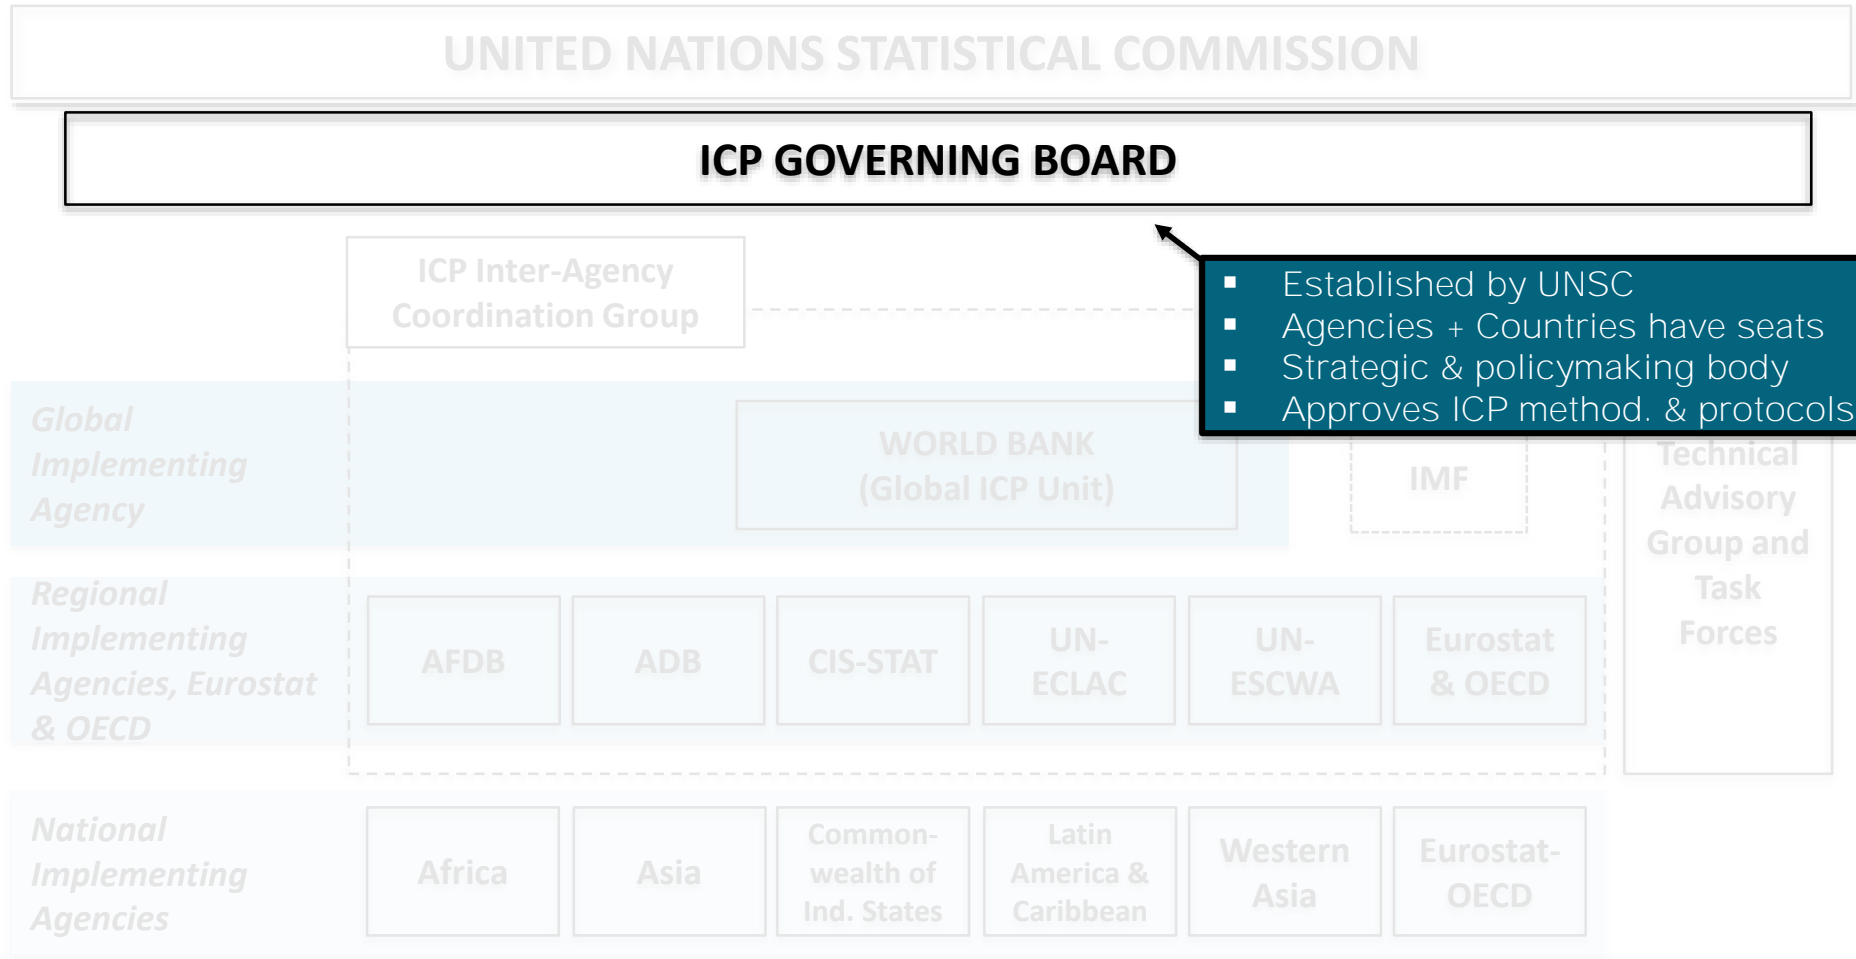 UNITED NATIONS STATISTICAL COMMISSION
ICP GOVERNING BOARD
ICP Inter-Agency
Coordination Group
▪ Established by UNSC
▪ Agencies + Countries have seats
▪ Strategic & policymaking body
▪ Approves ICP method. & protocols
Global
Implementing
Agency
WORLD BANK
(Global ICP Unit)
IMF
Technical
Advisory
Group and
Task
Forces
Regional
Implementing
Agencies, Eurostat
& OECD
AFDB
ADB
CIS-STAT
UN-
ECLAC
UN-
ESCWA
Eurostat
& OECD
National
Implementing
Agencies
Africa
Asia
Common-
wealth of
Ind. States
Latin
America &
Caribbean
Western
Asia
Eurostat-
OECD